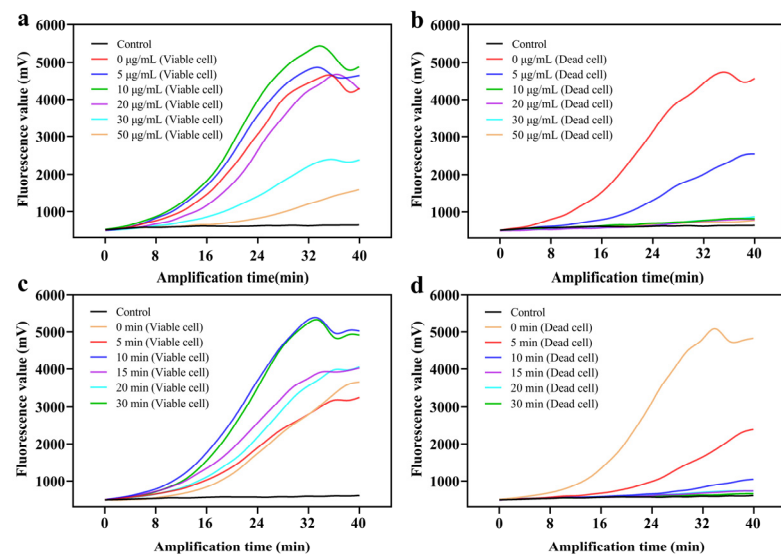 a
Fluorescence value (mV)
6000
5000
4000
3000
2000
1000
Control
0 μg/mL (Viable cell)
5 μg/mL (Viable cell)
10 μg/mL (Viable cell)
20 μg/mL (Viable cell)
30 μg/mL (Viable cell)
50 μg/mL (Viable cell)
0 8 16 24 32 40
Amplification time(min)
b
Fluorescence value (mV)
6000
5000
4000
3000
2000
1000
Control
0 μg/mL (Dead cell)
5 μg/mL (Dead cell)
10 μg/mL (Dead cell)
20 μg/mL (Dead cell)
30 μg/mL (Dead cell)
50 μg/mL (Dead cell)
0 8 16 24 32 40
Amplification time(min)
c
Fluorescence value (mV)
6000
5000
4000
3000
2000
1000
Control
0 min (Viable cell)
5 min (Viable cell)
10 min (Viable cell)
15 min (Viable cell)
20 min (Viable cell)
30 min (Viable cell)
0 8 16 24 32 40
Amplification time (min)
d
Fluorescence value (mV)
6000
5000
4000
3000
2000
1000
Control
0 min (Dead cell)
5 min (Dead cell)
10 min (Dead cell)
15 min (Dead cell)
20 min (Dead cell)
30 min (Dead cell)
0 8 16 24 32 40
Amplification time (min)